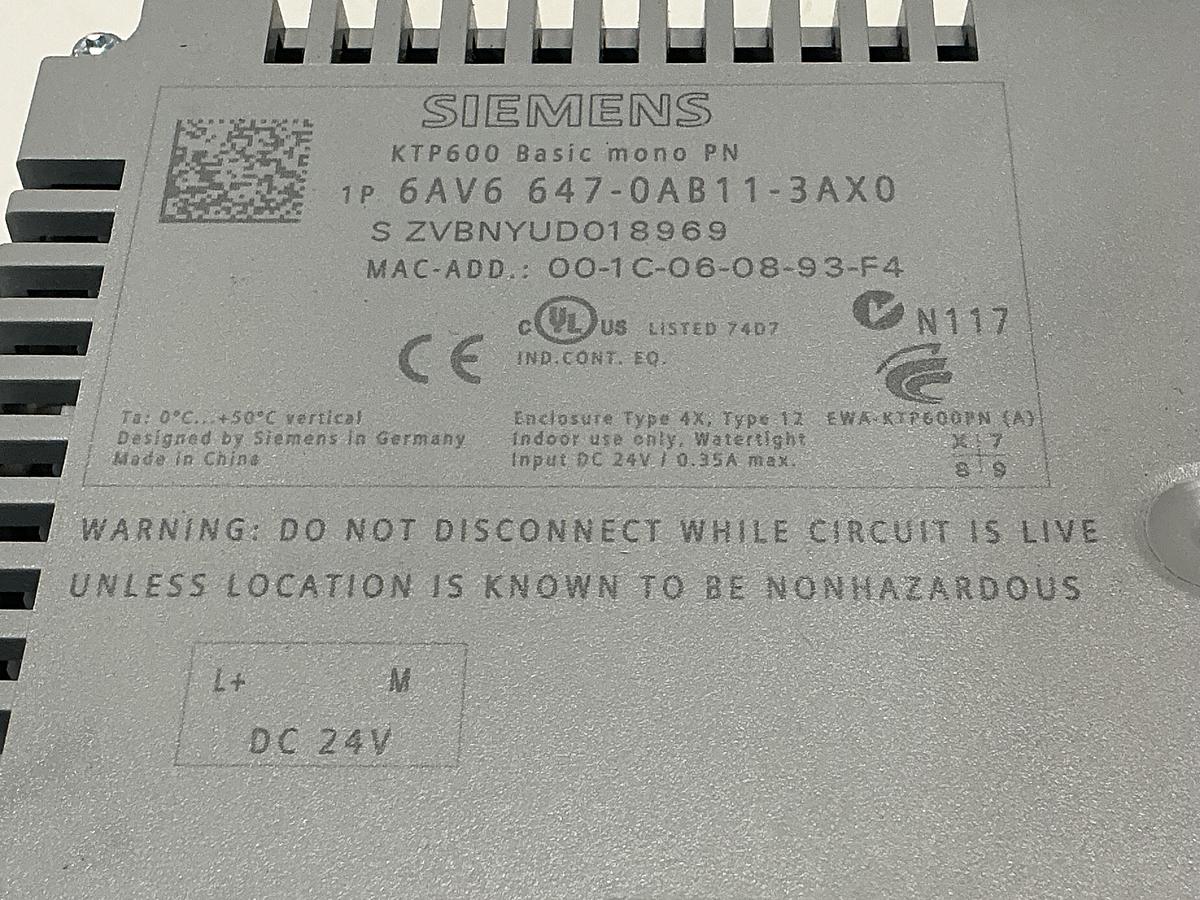 SIEMENS
KTP600 Basic mono PN
1P 6AV6 647-0AB11-3AX0
S ZVBNYUD018969
MAC-ADD.: 00-1C-06-08-93-F4
C UL US LISTED 74D7
IND.CONT. EQ.
CE
N117
Ta: 0°C...+50°C vertical
Designed by Siemens in Germany
Made in China
Enclosure Type 4X, Type 12
Indoor use only, Watertight
Input DC 24V / 0.35A max.
EWA-KTP600PN (A)
X 7
8 9
WARNING: DO NOT DISCONNECT WHILE CIRCUIT IS LIVE
UNLESS LOCATION IS KNOWN TO BE NONHAZARDOUS
L+ M
DC 24V